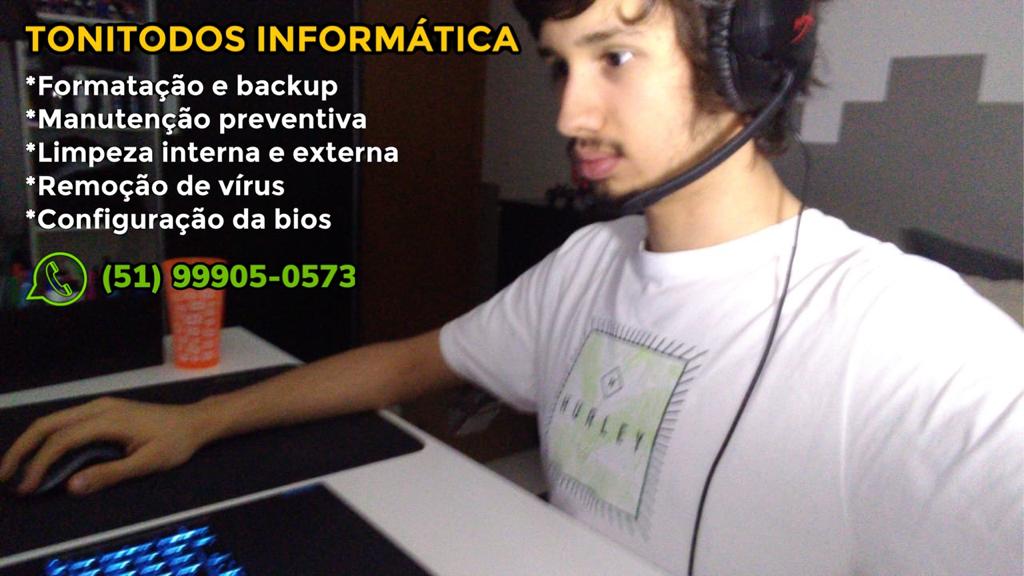 TONITODOS INFORMÁTICA
*Formatação e backup
*Manutenção preventiva
*Limpeza interna e externa
*Remoção de vírus
*Configuração da bios
(51) 99905-0573
HURLEY